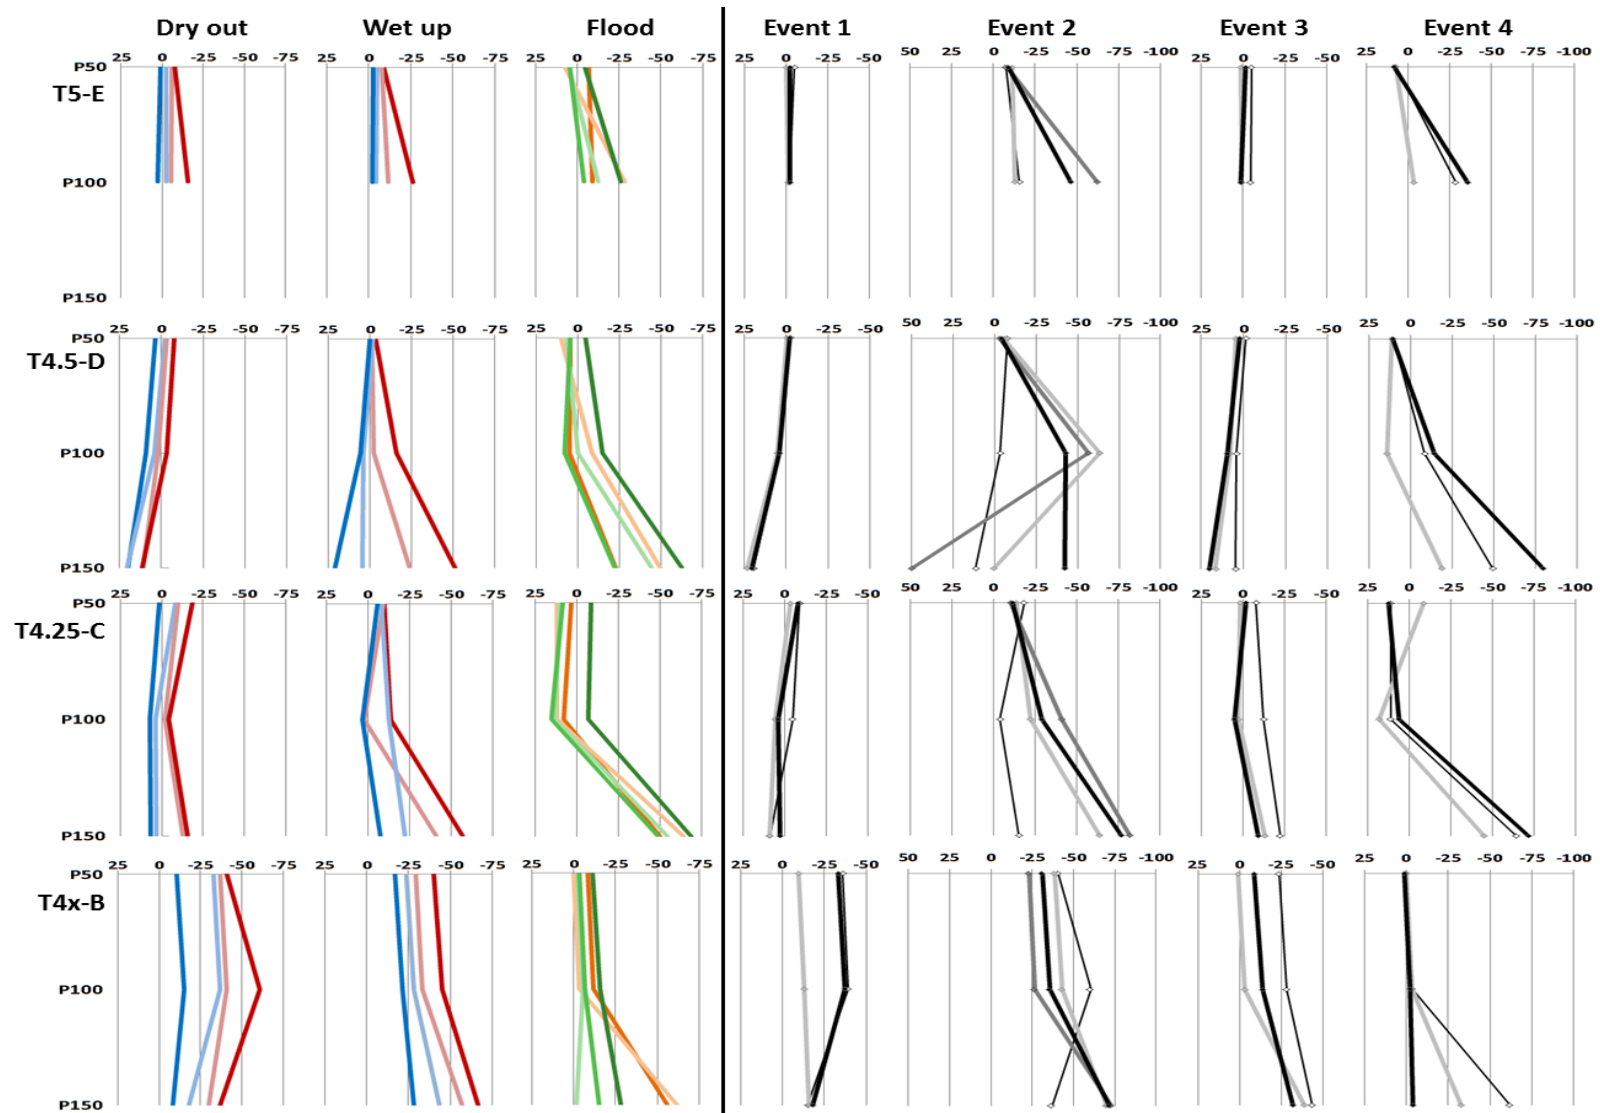 Dry out Wet up Flood Event 1 Event 2 Event 3 Event 4
25 0 -25 -50 -75 25 0 -25 -50 -75 25 0 -25 -50 -75 25 0 -25 -50 50 25 0 -25 -50 -75 -100 25 0 -25 -50 25 0 -25 -50 -75 -100
P50
T5-E
P100
P150
25 0 -25 -50 -75 25 0 -25 -50 -75 25 0 -25 -50 -75 25 0 -25 -50 50 25 0 -25 -50 -75 -100 25 0 -25 -50 25 0 -25 -50 -75 -100
P50
T4.5-D
P100
P150
25 0 -25 -50 -75 25 0 -25 -50 -75 25 0 -25 -50 -75 25 0 -25 -50 50 25 0 -25 -50 -75 -100 25 0 -25 -50 25 0 -25 -50 -75 -100
P50
T4.25-C
P100
P150
25 0 -25 -50 -75 25 0 -25 -50 -75 25 0 -25 -50 -75 25 0 -25 -50 50 25 0 -25 -50 -75 -100 25 0 -25 -50 25 0 -25 -50 -75 -100
P50
T4x-B
P100
P150